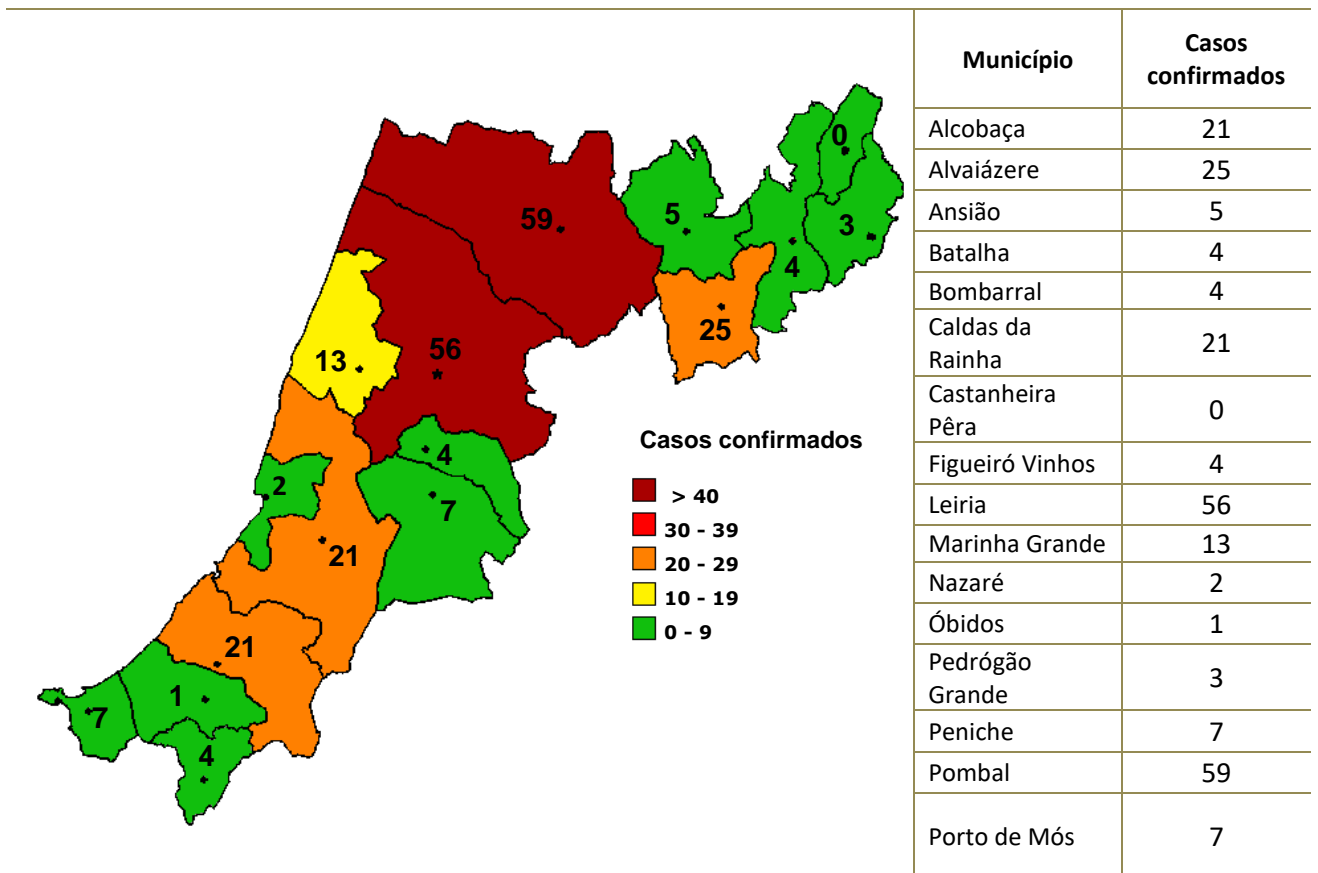 0
59
5
3
4
25
13
56
4
2
7
21
21
1
7
4
Casos confirmados
> 40
30 - 39
20 - 29
10 - 19
0 - 9
Município Casos
confirmados
Alcobaça 21
Alvaiázere 25
Ansião 5
Batalha 4
Bombarral 4
Caldas da
Rainha 21
Castanheira
Pêra 0
Figueiró Vinhos 4
Leiria 56
Marinha Grande 13
Nazaré 2
Óbidos 1
Pedrógão
Grande 3
Peniche 7
Pombal 59
Porto de Mós 7